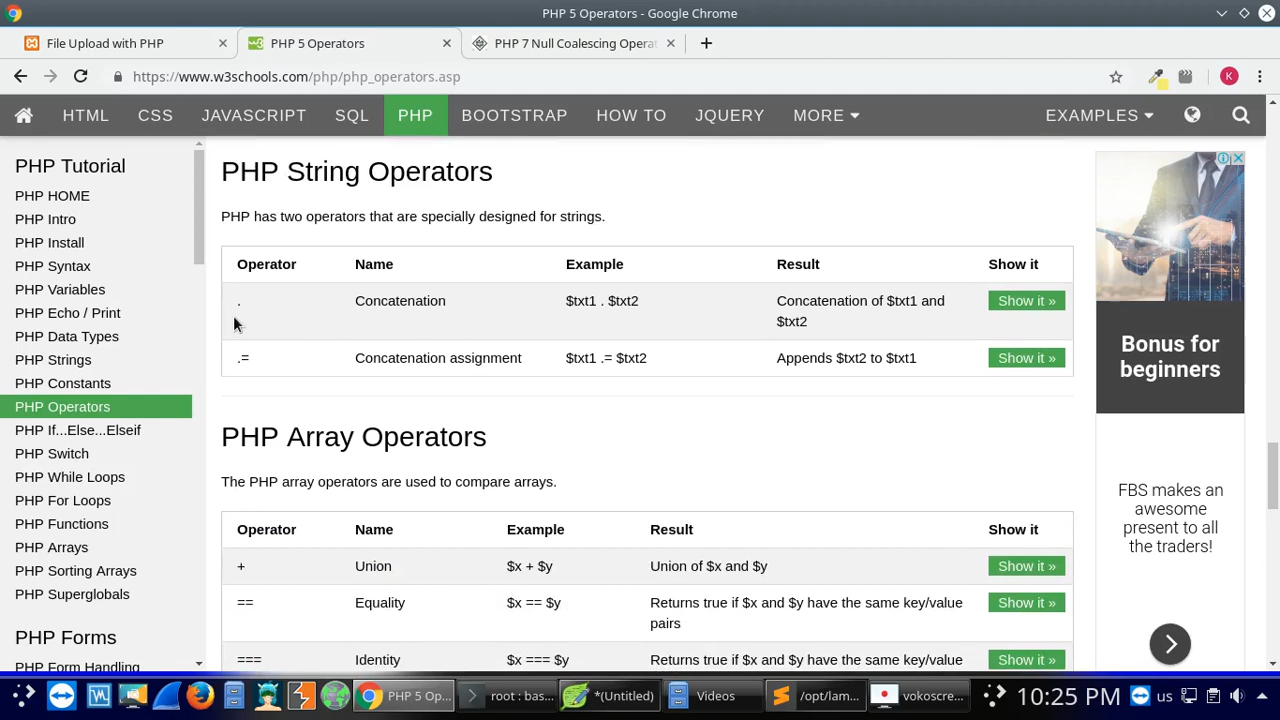 PHP 5 Operators - Google Chrome
File Upload with PHP
PHP 5 Operators
PHP 7 Null Coalescing Operat
https://www.w3schools.com/php/php_operators.asp
K
HTML CSS JAVASCRIPT SQL PHP BOOTSTRAP HOW TO JQUERY MORE EXAMPLES
PHP Tutorial
PHP HOME
PHP Intro
PHP Install
PHP Syntax
PHP Variables
PHP Echo / Print
PHP Data Types
PHP Strings
PHP Constants
PHP Operators
PHP If...Else...Elseif
PHP Switch
PHP While Loops
PHP For Loops
PHP Functions
PHP Arrays
PHP Sorting Arrays
PHP Superglobals
PHP Forms
PHP Form Handling
PHP String Operators
PHP has two operators that are specially designed for strings.
Operator Name Example Result Show it
. Concatenation $txt1 . $txt2 Concatenation of $txt1 and Show it »
$txt2
.= Concatenation assignment $txt1 .= $txt2 Appends $txt2 to $txt1 Show it »
PHP Array Operators
The PHP array operators are used to compare arrays.
Operator Name Example Result Show it
+ Union $x + $y Union of $x and $y Show it »
== Equality $x == $y Returns true if $x and $y have the same key/value Show it »
pairs
=== Identity $x === $y Returns true if $x and $y have the same key/value Show it »
Bonus for
beginners
FBS makes an
awesome
present to all
the traders!
PHP 5 Op...
root : bas...
*(Untitled)
Videos
/opt/lam...
vokoscre...
10:25 PM
us